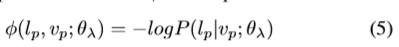 ϕ(l_p, v_p; θ_λ) = −logP(l_p|v_p; θ_λ) (5)